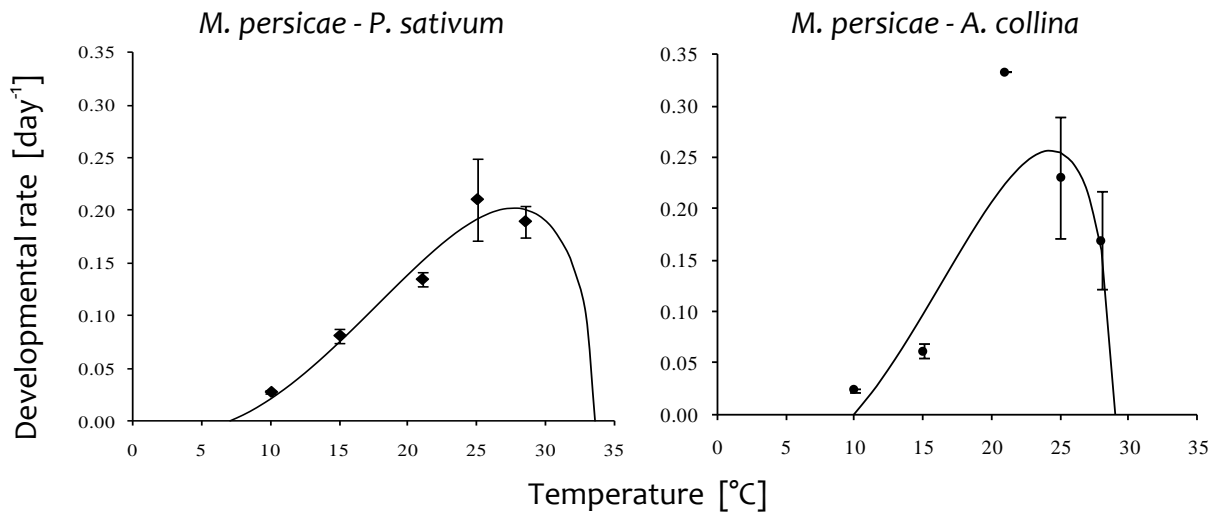 M. persicae - P. sativum
M. persicae - A. collina
Developmental rate [day⁻¹]
0.35
0.30
0.25
0.20
0.15
0.10
0.05
0.00
0 5 10 15 20 25 30 35
0.35
0.30
0.25
0.20
0.15
0.10
0.05
0.00
0 5 10 15 20 25 30 35
Temperature [°C]